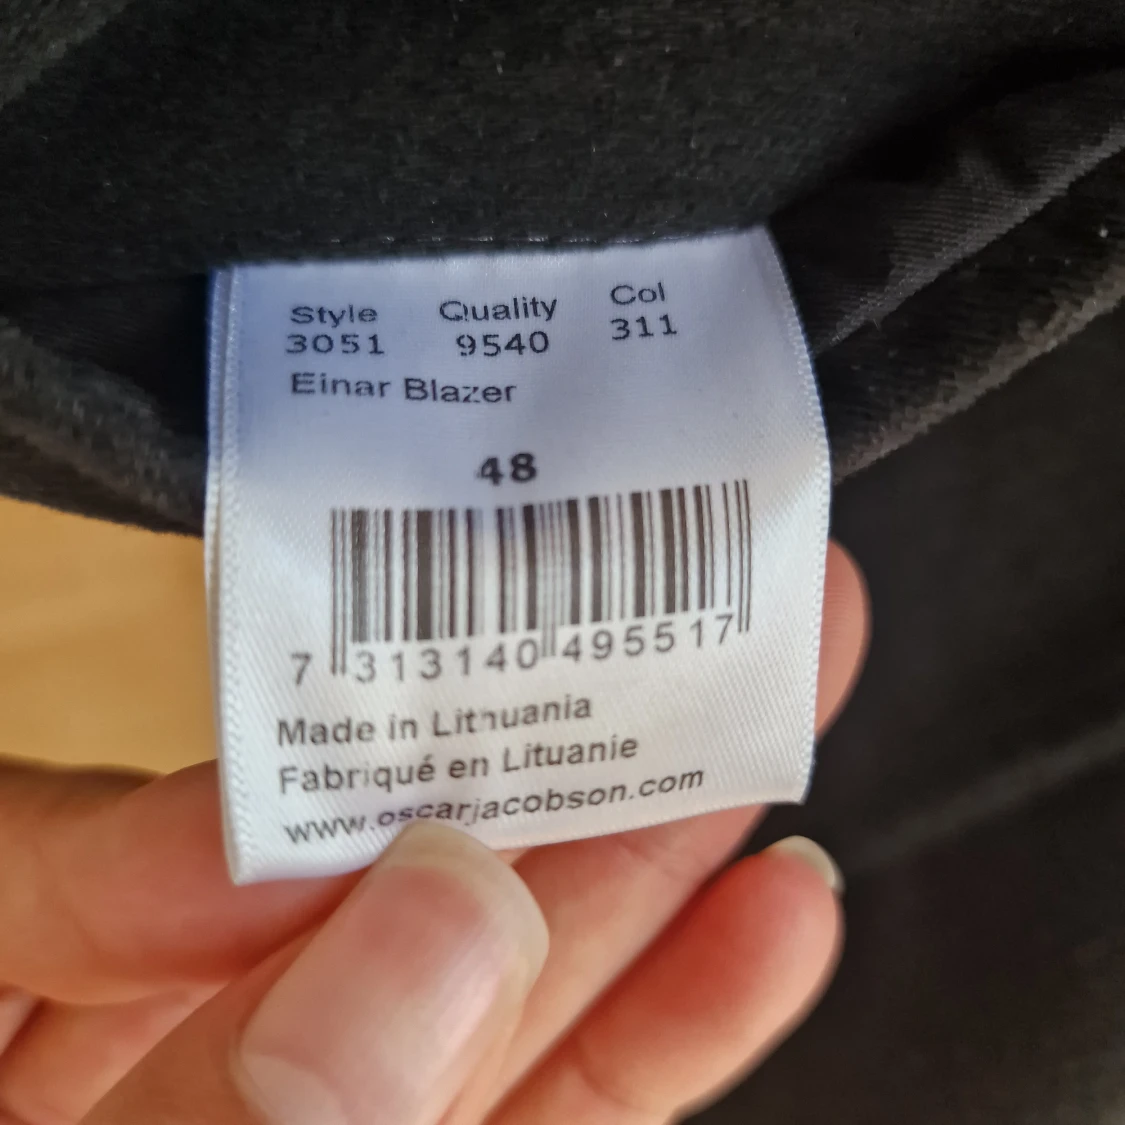 Style Quality Col
3051 9540 311
Einar Blazer
48
7 313140 495517
Made in Lithuania
Fabriqué en Lituanie
www.oscarjacobson.com